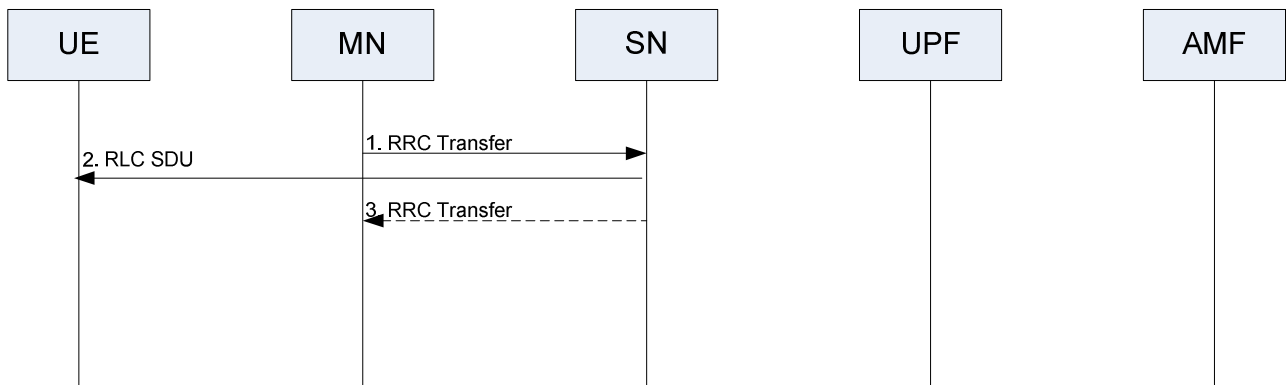 UE
MN
SN
UPF
AMF
1. RRC Transfer
2. RLC SDU
3. RRC Transfer